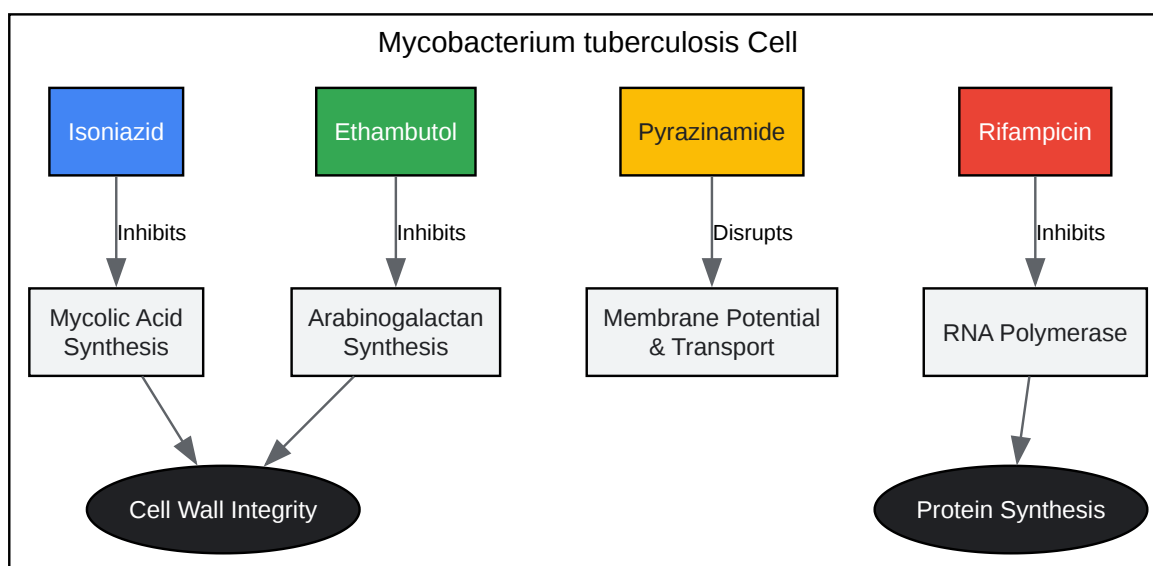 Mycobacterium tuberculosis Cell
Isoniazid
Ethambutol
Pyrazinamide
Rifampicin
Inhibits
Inhibits
Disrupts
Inhibits
Mycolic Acid
Synthesis
Arabinogalactan
Synthesis
Membrane Potential
& Transport
RNA Polymerase
Cell Wall Integrity
Protein Synthesis